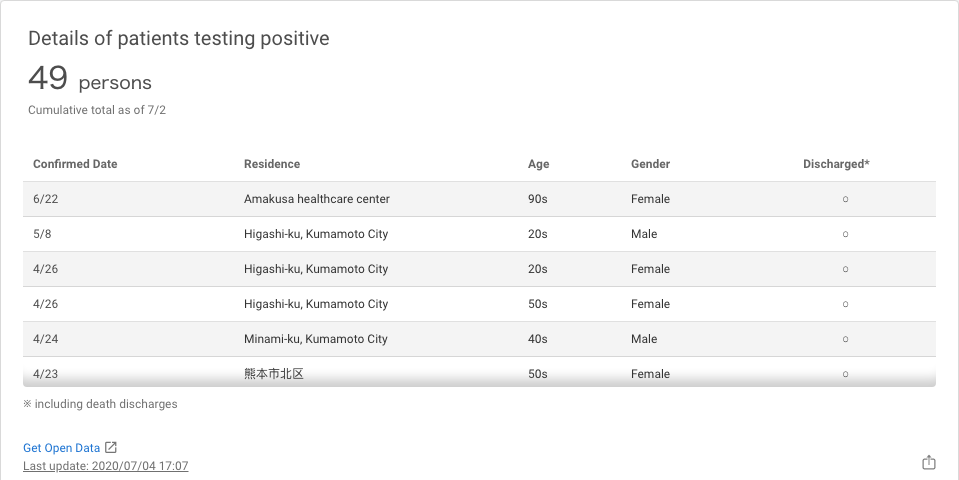 Details of patients testing positive
49 persons
Cumulative total as of 7/2
Confirmed Date Residence Age Gender Discharged*
6/22 Amakusa healthcare center 90s Female ○
5/8 Higashi-ku, Kumamoto City 20s Male ○
4/26 Higashi-ku, Kumamoto City 20s Female ○
4/26 Higashi-ku, Kumamoto City 50s Female ○
4/24 Minami-ku, Kumamoto City 40s Male ○
4/23 熊本市北区 50s Female ○
※ including death discharges
Get Open Data
Last update: 2020/07/04 17:07